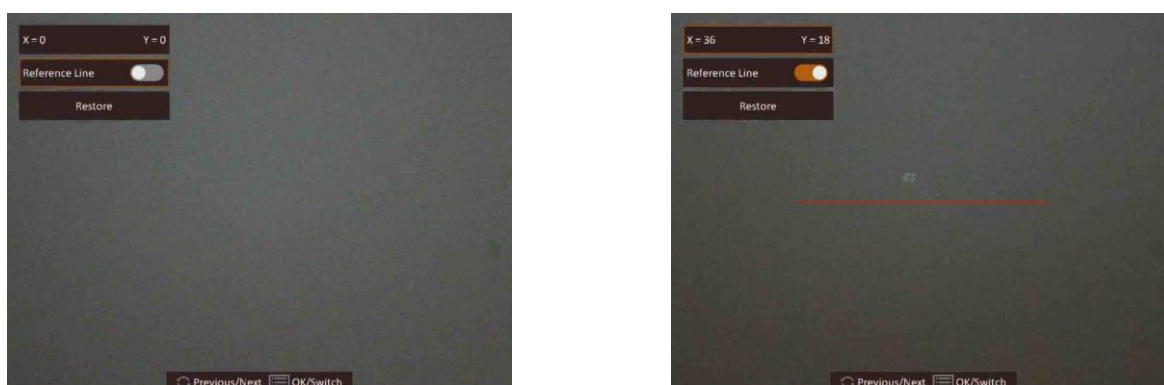 X = 0 Y = 0
Reference Line
Restore
Previous/Next OK/Switch
X = 36 Y = 18
Reference Line
Restore
Previous/Next OK/Switch